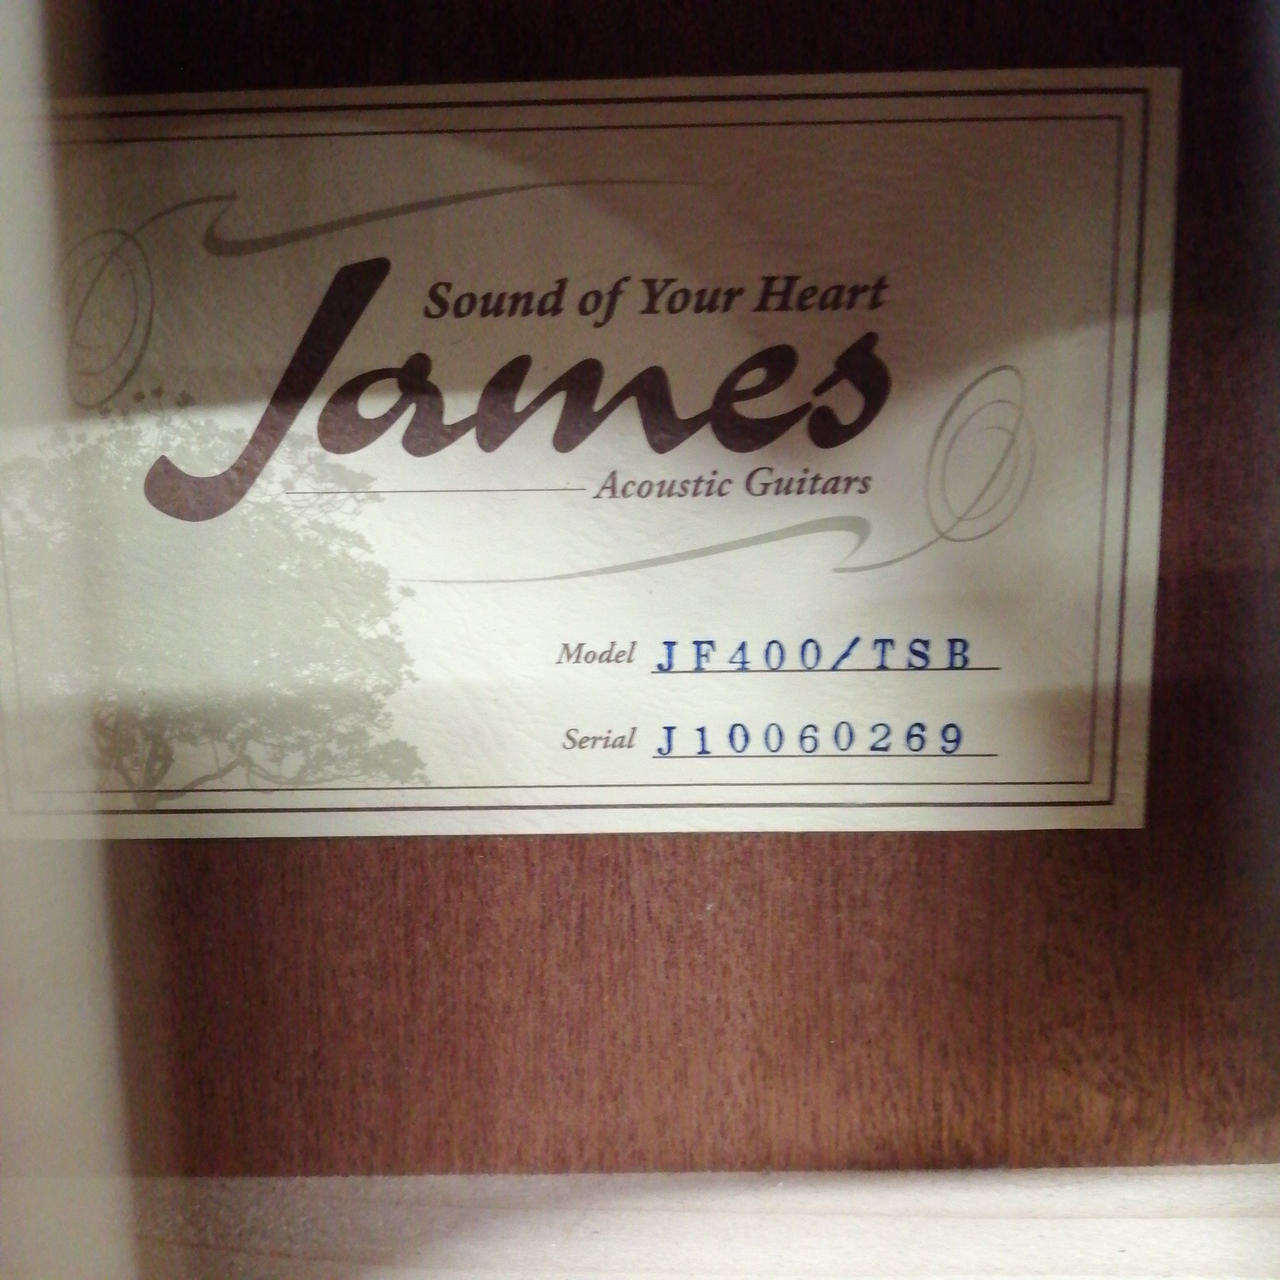 Sound of Your Heart
James
Acoustic Guitars
Model JF400/TSB
Serial J10060269